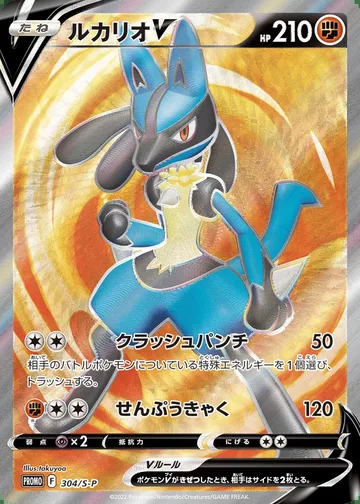 たね
ルカリオV
HP 210
クラッシュパンチ 50
相手のバトルポケモンについている特殊エネルギーを1個選び、
トラッシュする。
せんぷうきゃく 120
弱点 ×2 抵抗力 にげる
Vルール
ポケモンVがきぜつしたとき、相手はサイドを2枚とる。
Illus. takuyoa
PROMO F 304/S-P
©2022 Pokémon/Nintendo/Creatures/GAME FREAK.